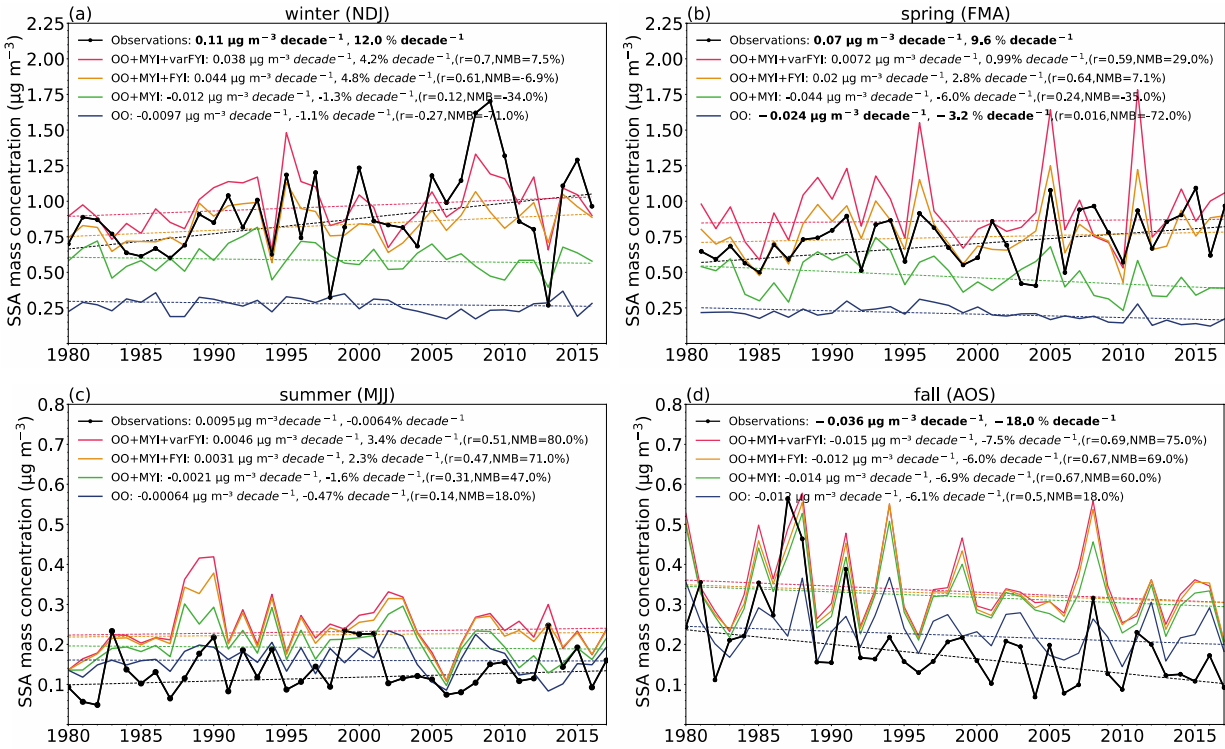 (a) winter (NDJ)
SSA mass concentration (µg m⁻³)
2.25
2.00
1.75
1.50
1.25
1.00
0.75
0.50
0.25
Observations: 0.11 µg m⁻³ decade⁻¹, 12.0 % decade⁻¹
OO+MYI+varFYI: 0.038 µg m⁻³ decade⁻¹, 4.2% decade⁻¹,(r=0.7,NMB=7.5%)
OO+MYI+FYI: 0.044 µg m⁻³ decade⁻¹, 4.8% decade⁻¹,(r=0.61,NMB=-6.9%)
OO+MYI: -0.012 µg m⁻³ decade⁻¹, -1.3% decade⁻¹,(r=0.12,NMB=-34.0%)
OO: -0.0097 µg m⁻³ decade⁻¹, -1.1% decade⁻¹,(r=-0.27,NMB=-71.0%)
1980 1985 1990 1995 2000 2005 2010 2015
(b) spring (FMA)
SSA mass concentration (µg m⁻³)
2.25
2.00
1.75
1.50
1.25
1.00
0.75
0.50
0.25
Observations: 0.07 µg m⁻³ decade⁻¹, 9.6 % decade⁻¹
OO+MYI+varFYI: 0.0072 µg m⁻³ decade⁻¹, 0.99% decade⁻¹,(r=0.59,NMB=29.0%)
OO+MYI+FYI: 0.02 µg m⁻³ decade⁻¹, 2.8% decade⁻¹,(r=0.64,NMB=7.1%)
OO+MYI: -0.044 µg m⁻³ decade⁻¹, -6.0% decade⁻¹,(r=0.24,NMB=-35.0%)
OO: −0.024 µg m⁻³ decade⁻¹, −3.2 % decade⁻¹,(r=0.016,NMB=-72.0%)
1980 1985 1990 1995 2000 2005 2010 2015
(c) summer (MJJ)
SSA mass concentration (µg m⁻³)
0.8
0.7
0.6
0.5
0.4
0.3
0.2
0.1
Observations: 0.0095 µg m⁻³ decade⁻¹, -0.0064% decade⁻¹
OO+MYI+varFYI: 0.0046 µg m⁻³ decade⁻¹, 3.4% decade⁻¹,(r=0.51,NMB=80.0%)
OO+MYI+FYI: 0.0031 µg m⁻³ decade⁻¹, 2.3% decade⁻¹,(r=0.47,NMB=71.0%)
OO+MYI: -0.0021 µg m⁻³ decade⁻¹, -1.6% decade⁻¹,(r=0.31,NMB=47.0%)
OO: -0.00064 µg m⁻³ decade⁻¹, -0.47% decade⁻¹,(r=0.14,NMB=18.0%)
1980 1985 1990 1995 2000 2005 2010 2015
(d) fall (AOS)
SSA mass concentration (µg m⁻³)
0.8
0.7
0.6
0.5
0.4
0.3
0.2
0.1
Observations: −0.036 µg m⁻³ decade⁻¹, −18.0 % decade⁻¹
OO+MYI+varFYI: -0.015 µg m⁻³ decade⁻¹, -7.5% decade⁻¹,(r=0.69,NMB=75.0%)
OO+MYI+FYI: -0.012 µg m⁻³ decade⁻¹, -6.0% decade⁻¹,(r=0.67,NMB=69.0%)
OO+MYI: -0.014 µg m⁻³ decade⁻¹, -6.9% decade⁻¹,(r=0.67,NMB=60.0%)
OO: µg m⁻³ decade⁻¹, -6.1% decade⁻¹,(r=0.5,NMB=18.0%)
1980 1985 1990 1995 2000 2005 2010 2015